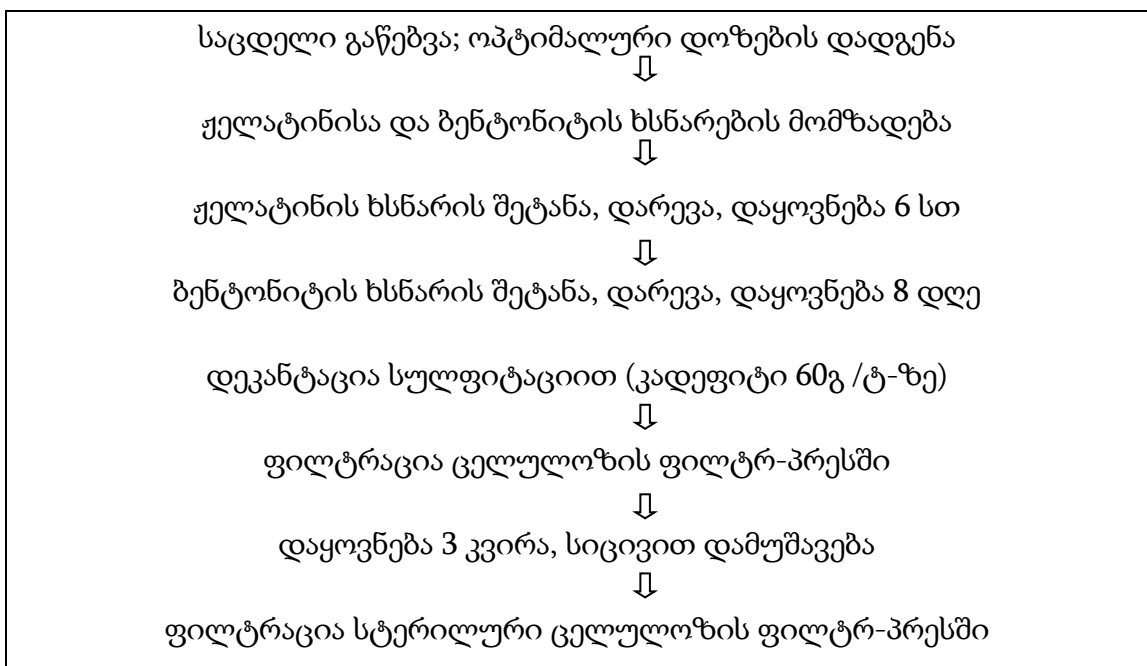 საცდელი გაწებვა; ოპტიმალური დოზების დადგენა
⇩
ჟელატინისა და ბენტონიტის ხსნარების მომზადება
⇩
ჟელატინის ხსნარის შეტანა, დარევა, დაყოვნება 6 სთ
⇩
ბენტონიტის ხსნარის შეტანა, დარევა, დაყოვნება 8 დღე
დეკანტაცია სულფიტაციით (კადეფიტი 60გ /ტ-ზე)
⇩
ფილტრაცია ცელულოზის ფილტრ-პრესში
⇩
დაყოვნება 3 კვირა, სიცივით დამუშავება
⇩
ფილტრაცია სტერილური ცელულოზის ფილტრ-პრესში